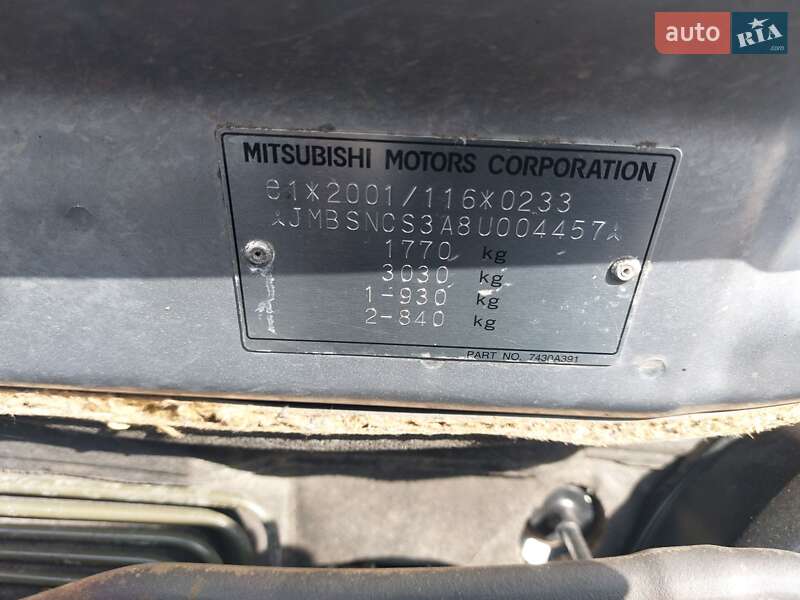 auto RIA .com
MITSUBISHI MOTORS CORPORATION
e1*2001/116*0233
*JMBSNCS3A8U004457*
1770 kg
3030 kg
1-930 kg
2-840 kg
PART NO. 7430A391